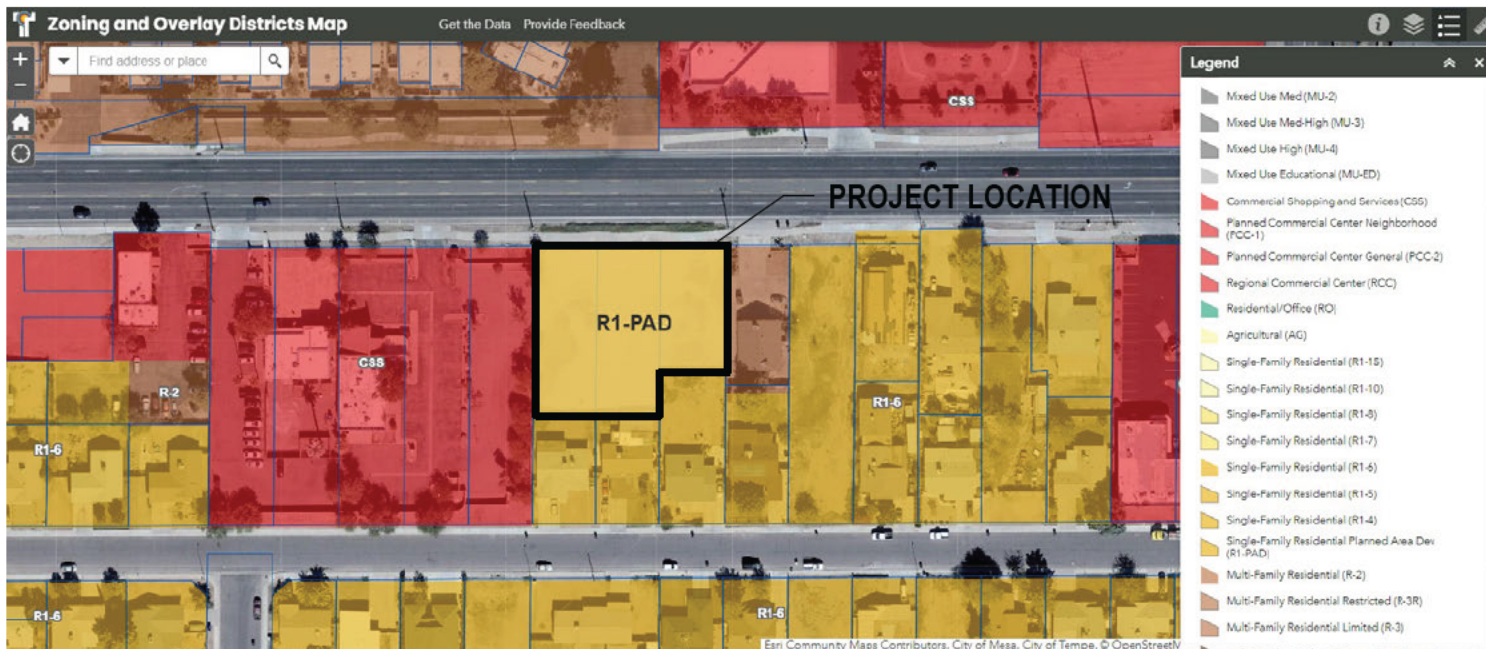 Zoning and Overlay Districts Map
Get the Data
Provide Feedback
Find address or place
Legend
Mixed Use Med (MU-2)
Mixed Use Med-High (MU-3)
Mixed Use High (MU-4)
Mixed Use Educational (MU-ED)
Commercial Shopping and Services (CSS)
Planned Commercial Center Neighborhood
(PCC-1)
Planned Commercial Center General (PCC-2)
Regional Commercial Center (RCC)
Residential/Office (RO)
Agricultural (AG)
Single-Family Residential (R1-15)
Single-Family Residential (R1-10)
Single-Family Residential (R1-8)
Single-Family Residential (R1-7)
Single-Family Residential (R1-6)
Single-Family Residential (R1-5)
Single-Family Residential (R1-4)
Single-Family Residential Planned Area Dev
(R1-PAD)
Multi-Family Residential (R-2)
Multi-Family Residential Restricted (R-3R)
Multi-Family Residential Limited (R-3)
CSS
PROJECT LOCATION
R1-PAD
CSS
R-2
R1-6
R1-6
R1-6
R1-6
Esri Community Maps Contributors, City of Mesa, City of Tempe, © OpenStreetM